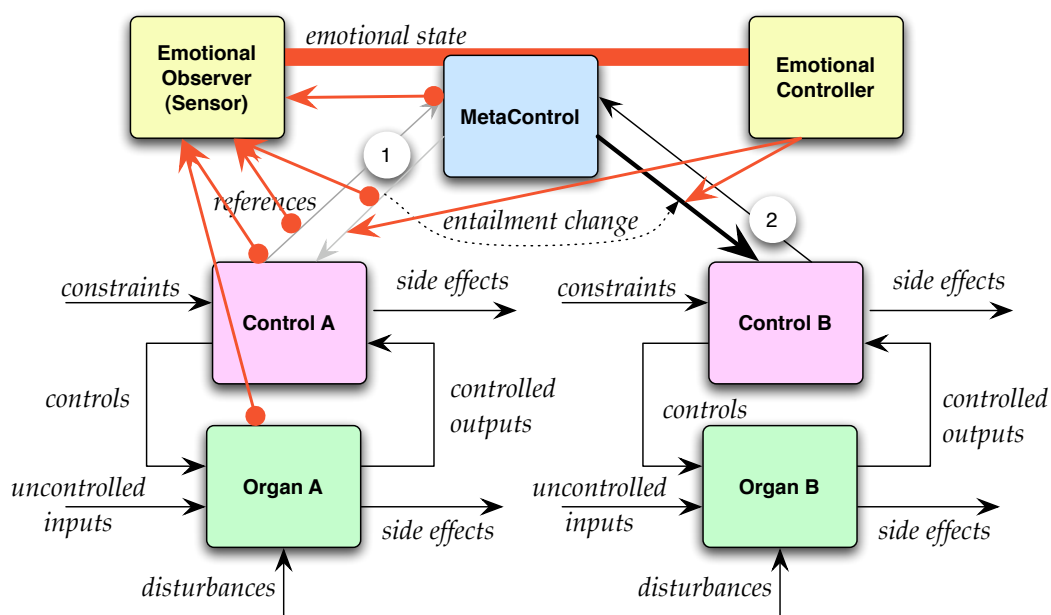 emotional state
Emotional
Observer
(Sensor)
MetaControl
Emotional
Controller
1
references
entailment change
2
constraints
Control A
side effects
constraints
Control B
side effects
controls
controlled
outputs
controls
controlled
outputs
uncontrolled
inputs
Organ A
side effects
uncontrolled
inputs
Organ B
side effects
disturbances
disturbances